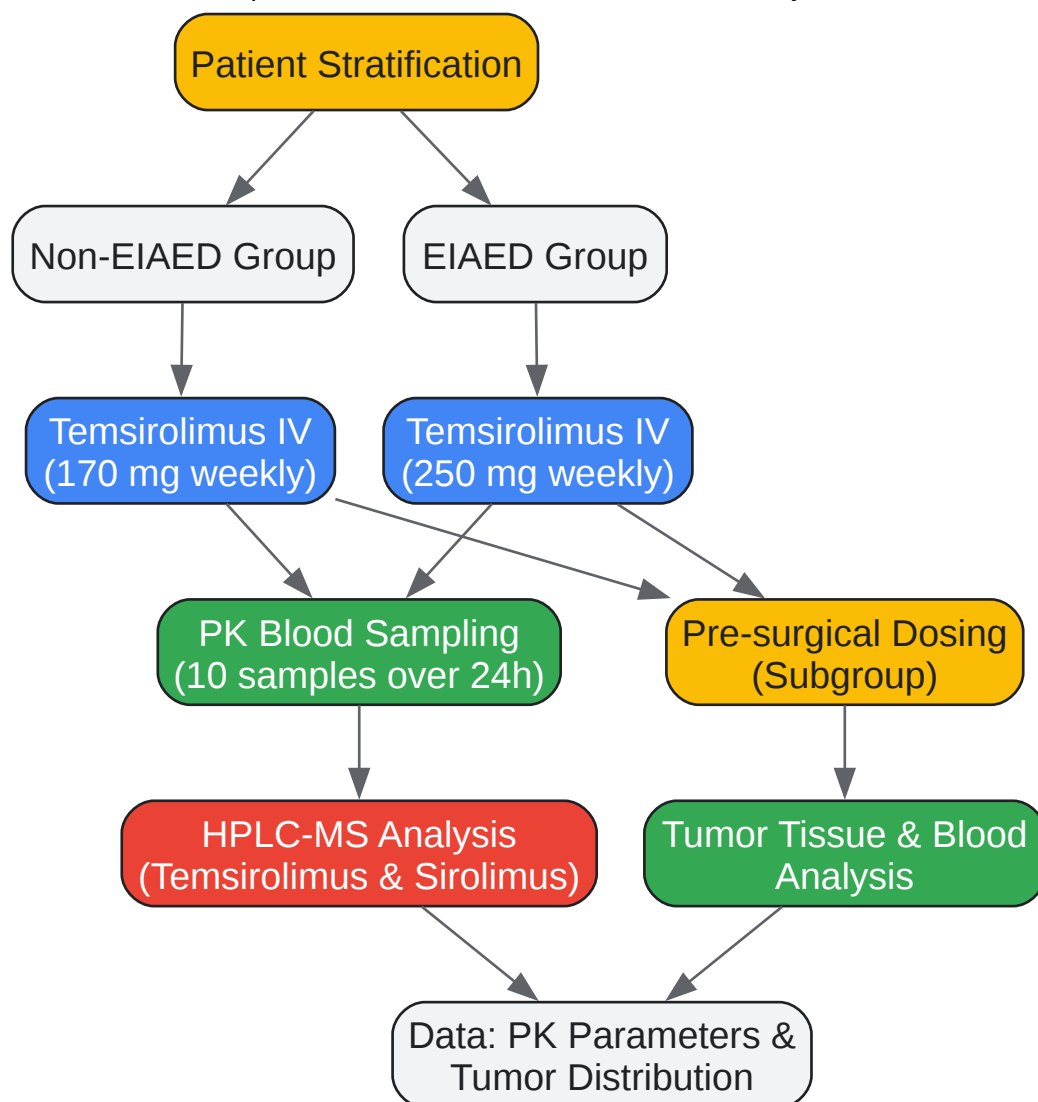 Patient Stratification
Non-EIAED Group
EIAED Group
Temsirolimus IV
(170 mg weekly)
Temsirolimus IV
(250 mg weekly)
PK Blood Sampling
(10 samples over 24h)
Pre-surgical Dosing
(Subgroup)
HPLC-MS Analysis
(Temsirolimus & Sirolimus)
Tumor Tissue & Blood
Analysis
Data: PK Parameters &
Tumor Distribution